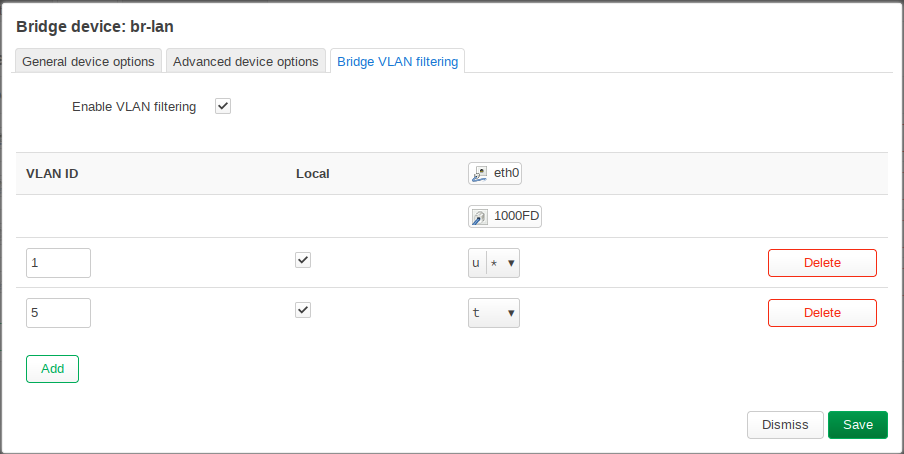 Bridge device: br-lan
General device options Advanced device options Bridge VLAN filtering
Enable VLAN filtering
VLAN ID Local eth0
1000FD
1 u * Delete
5 t Delete
Add
Dismiss Save